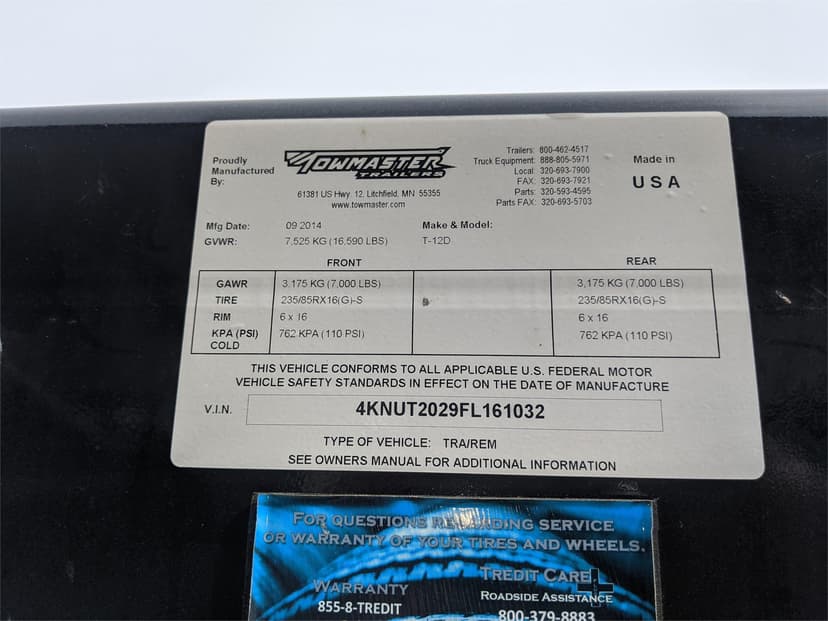 Proudly
Manufactured
By:
TOWMASTER
TRAILERS
61381 US Hwy. 12, Litchfield, MN 55355
www.towmaster.com
Trailers: 800-462-4517
Truck Equipment: 888-805-5971
Local: 320-693-7900
FAX: 320-693-7921
Parts: 320-593-4595
Parts FAX: 320-693-5703
Made in
USA
Mfg Date: 09 2014 Make & Model:
GVWR: 7,525 KG (16,590 LBS) T-12D
FRONT REAR
GAWR 3,175 KG (7,000 LBS) 3,175 KG (7,000 LBS)
TIRE 235/85RX16(G)-S 235/85RX16(G)-S
RIM 6 x 16 6 x 16
KPA (PSI) 762 KPA (110 PSI) 762 KPA (110 PSI)
COLD
THIS VEHICLE CONFORMS TO ALL APPLICABLE U.S. FEDERAL MOTOR
VEHICLE SAFETY STANDARDS IN EFFECT ON THE DATE OF MANUFACTURE
V.I.N. 4KNUT2029FL161032
TYPE OF VEHICLE: TRA/REM
SEE OWNERS MANUAL FOR ADDITIONAL INFORMATION
FOR QUESTIONS REGARDING SERVICE
OR WARRANTY OF YOUR TIRES AND WHEELS.
WARRANTY
855-8-TREDIT
TREDIT CARE
ROADSIDE ASSISTANCE
800-379-8883